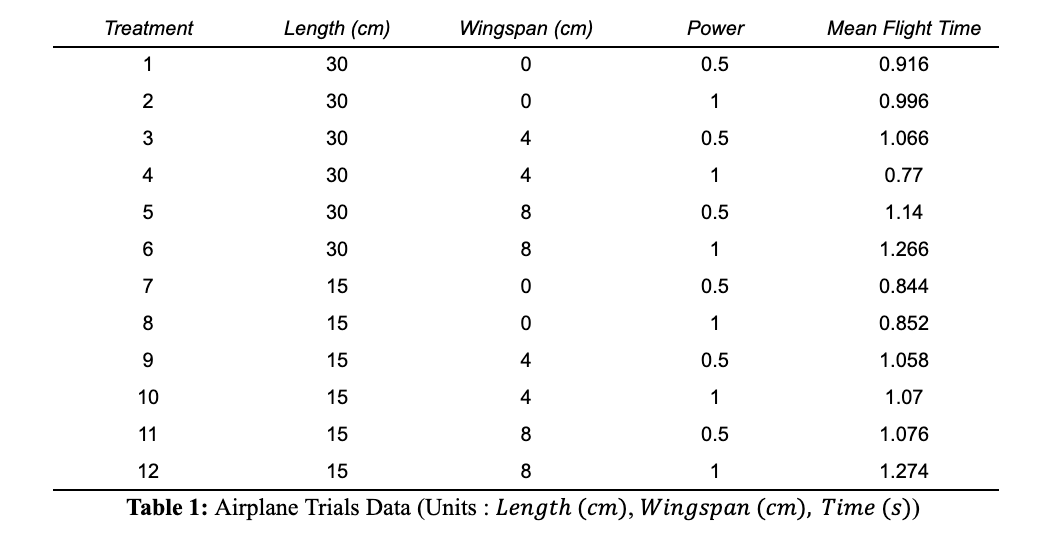 Treatment Length (cm) Wingspan (cm) Power Mean Flight Time
1 30 0 0.5 0.916
2 30 0 1 0.996
3 30 4 0.5 1.066
4 30 4 1 0.77
5 30 8 0.5 1.14
6 30 8 1 1.266
7 15 0 0.5 0.844
8 15 0 1 0.852
9 15 4 0.5 1.058
10 15 4 1 1.07
11 15 8 0.5 1.076
12 15 8 1 1.274
Table 1: Airplane Trials Data (Units : Length (cm), Wingspan (cm), Time (s))